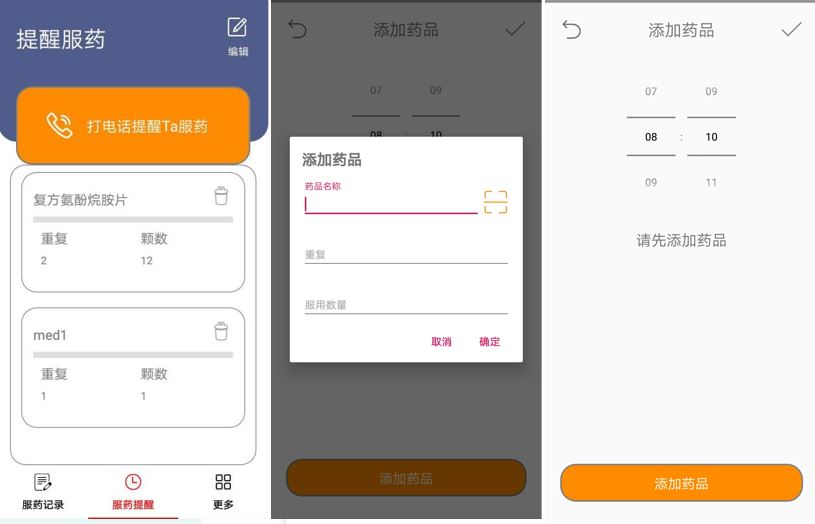 提醒服药
编辑
打电话提醒Ta服药
复方氨酚烷胺片
重复 颗数
2 12
med1
重复 颗数
1 1
服药记录 服药提醒 更多
添加药品
07 09
08 : 10
添加药品
药品名称
重复
服用数量
取消 确定
添加药品
添加药品
07 09
08 : 10
09 11
请先添加药品
添加药品